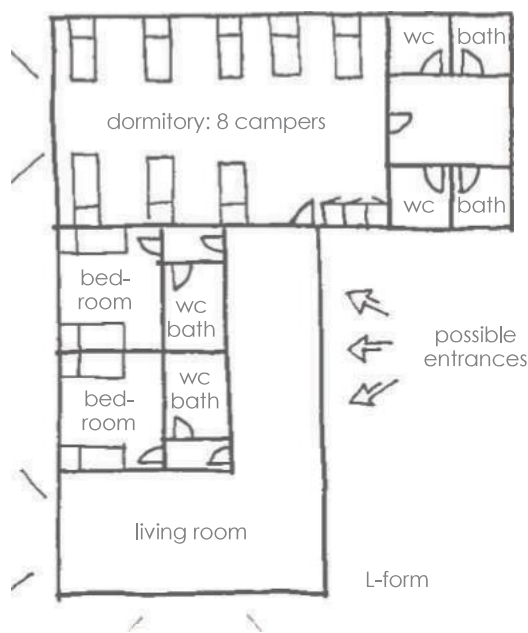 wc bath
dormitory: 8 campers
wc bath
bed-
room
wc
bath
possible
entrances
wc
bath
bed-
room
living room
L-form